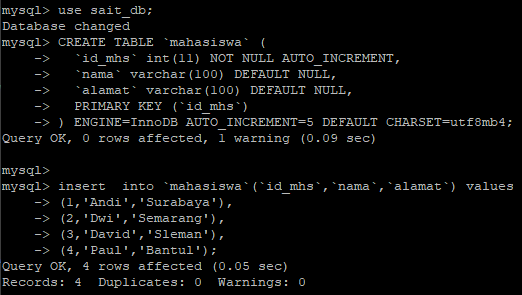 mysql> use sait_db;
Database changed
mysql> CREATE TABLE `mahasiswa` (
    ->   `id_mhs` int(11) NOT NULL AUTO_INCREMENT,
    ->   `nama` varchar(100) DEFAULT NULL,
    ->   `alamat` varchar(100) DEFAULT NULL,
    ->   PRIMARY KEY (`id_mhs`)
    -> ) ENGINE=InnoDB AUTO_INCREMENT=5 DEFAULT CHARSET=utf8mb4;
Query OK, 0 rows affected, 1 warning (0.09 sec)

mysql>
mysql> insert  into `mahasiswa`(`id_mhs`,`nama`,`alamat`) values
    -> (1,'Andi','Surabaya'),
    -> (2,'Dwi','Semarang'),
    -> (3,'David','Sleman'),
    -> (4,'Paul','Bantul');
Query OK, 4 rows affected (0.05 sec)
Records: 4  Duplicates: 0  Warnings: 0